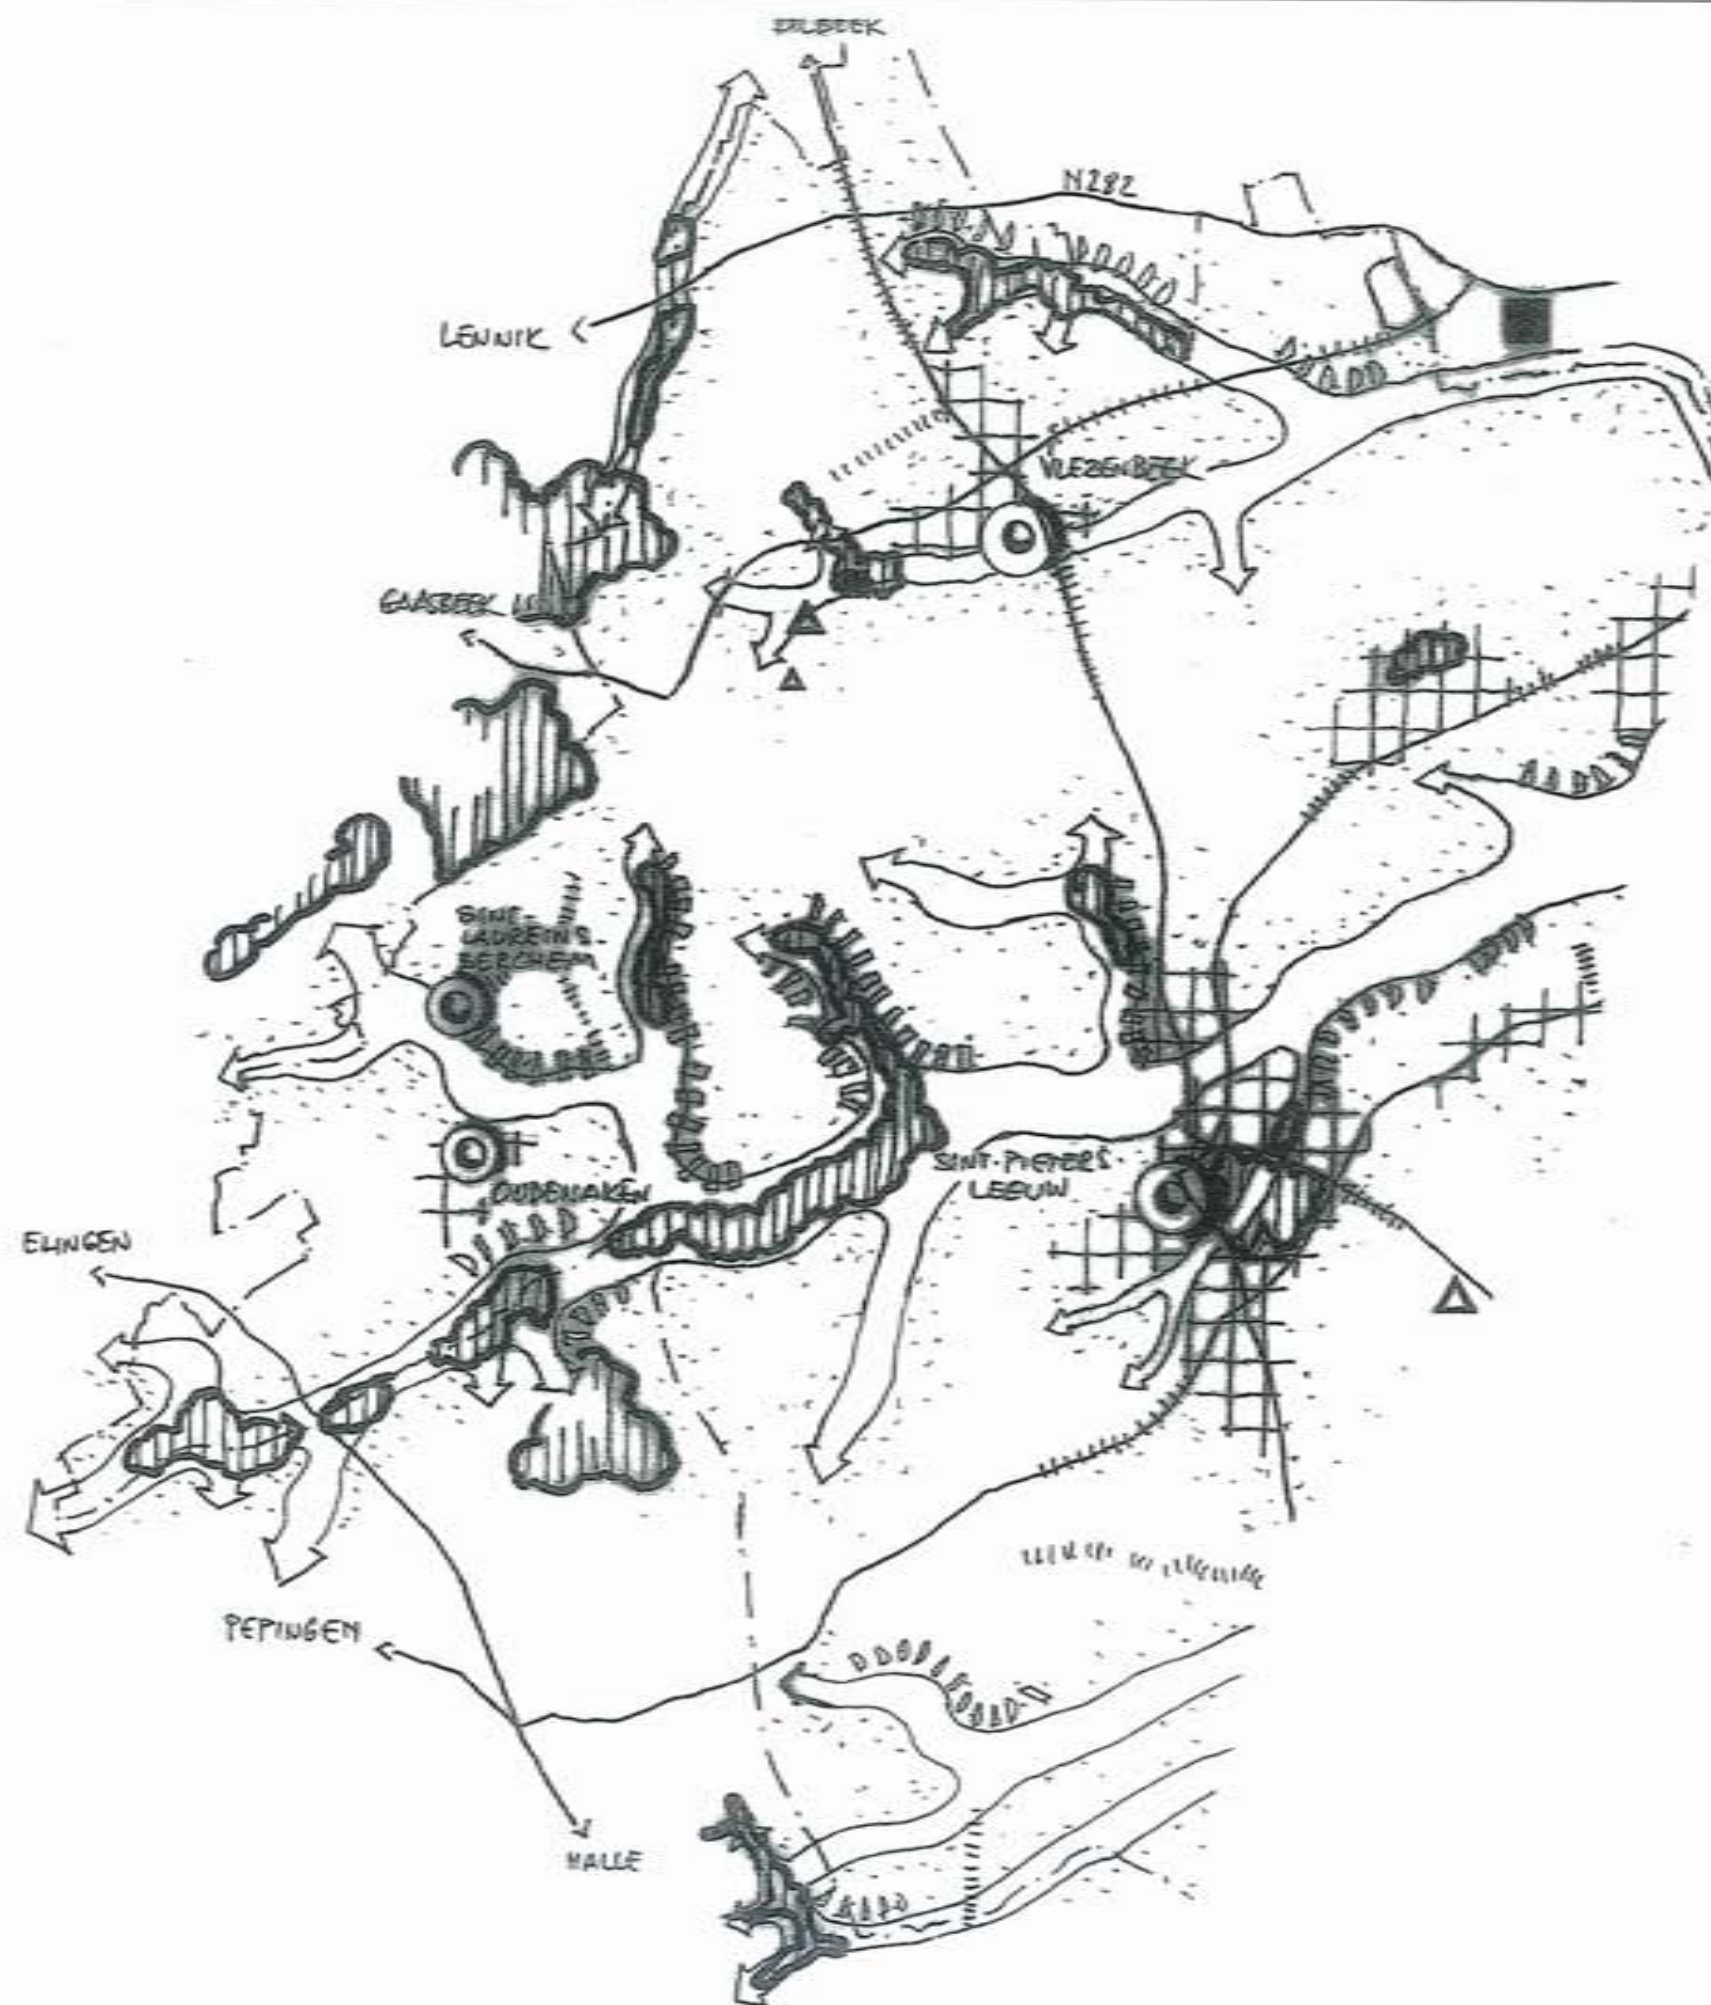 DILBEEK
N282
LENNIK
VLEZENBEEK
GAASBEEK
SINT-
LAUREINS-
BERCHEM
SINT-PIETERS-
LEEUW
OUDENAKEN
ELINGEN
PEPINGEN
HALLE